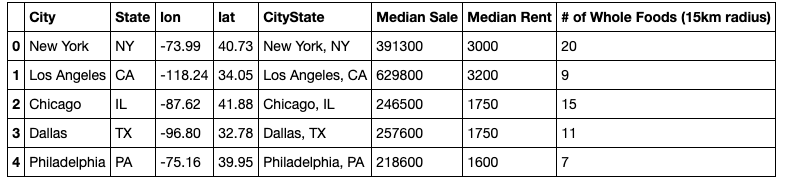 City State lon lat CityState Median Sale Median Rent # of Whole Foods (15km radius)
0 New York NY -73.99 40.73 New York, NY 391300 3000 20
1 Los Angeles CA -118.24 34.05 Los Angeles, CA 629800 3200 9
2 Chicago IL -87.62 41.88 Chicago, IL 246500 1750 15
3 Dallas TX -96.80 32.78 Dallas, TX 257600 1750 11
4 Philadelphia PA -75.16 39.95 Philadelphia, PA 218600 1600 7